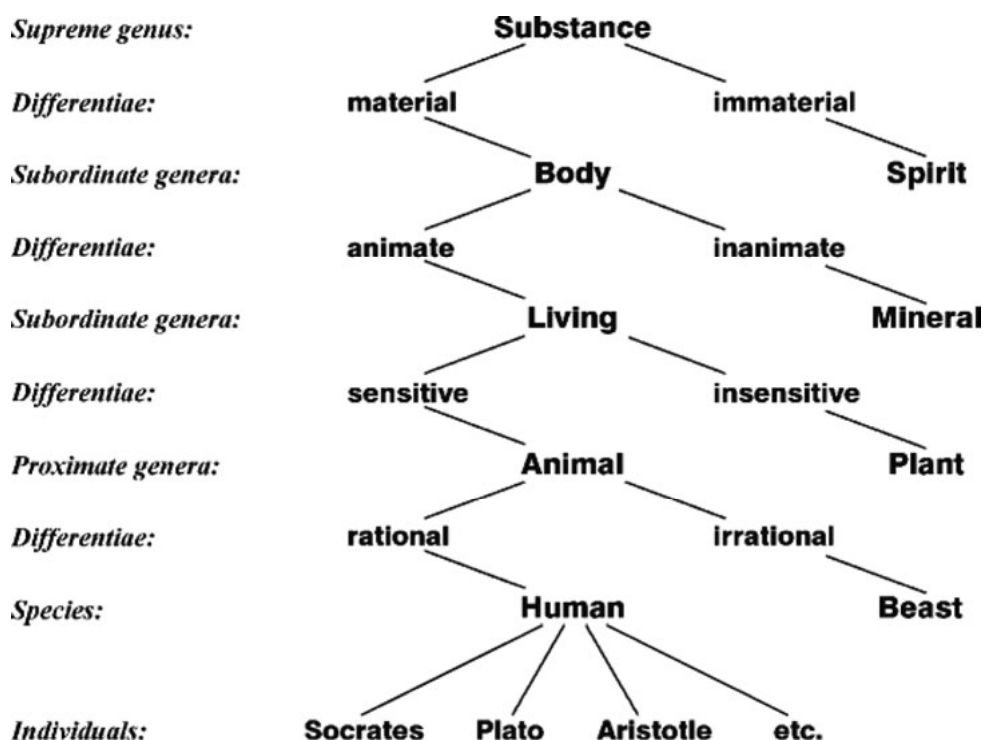 Supreme genus: Substance
Differentiae: material immaterial
Subordinate genera: Body Spirit
Differentiae: animate inanimate
Subordinate genera: Living Mineral
Differentiae: sensitive insensitive
Proximate genera: Animal Plant
Differentiae: rational irrational
Species: Human Beast
Individuals: Socrates Plato Aristotle etc.